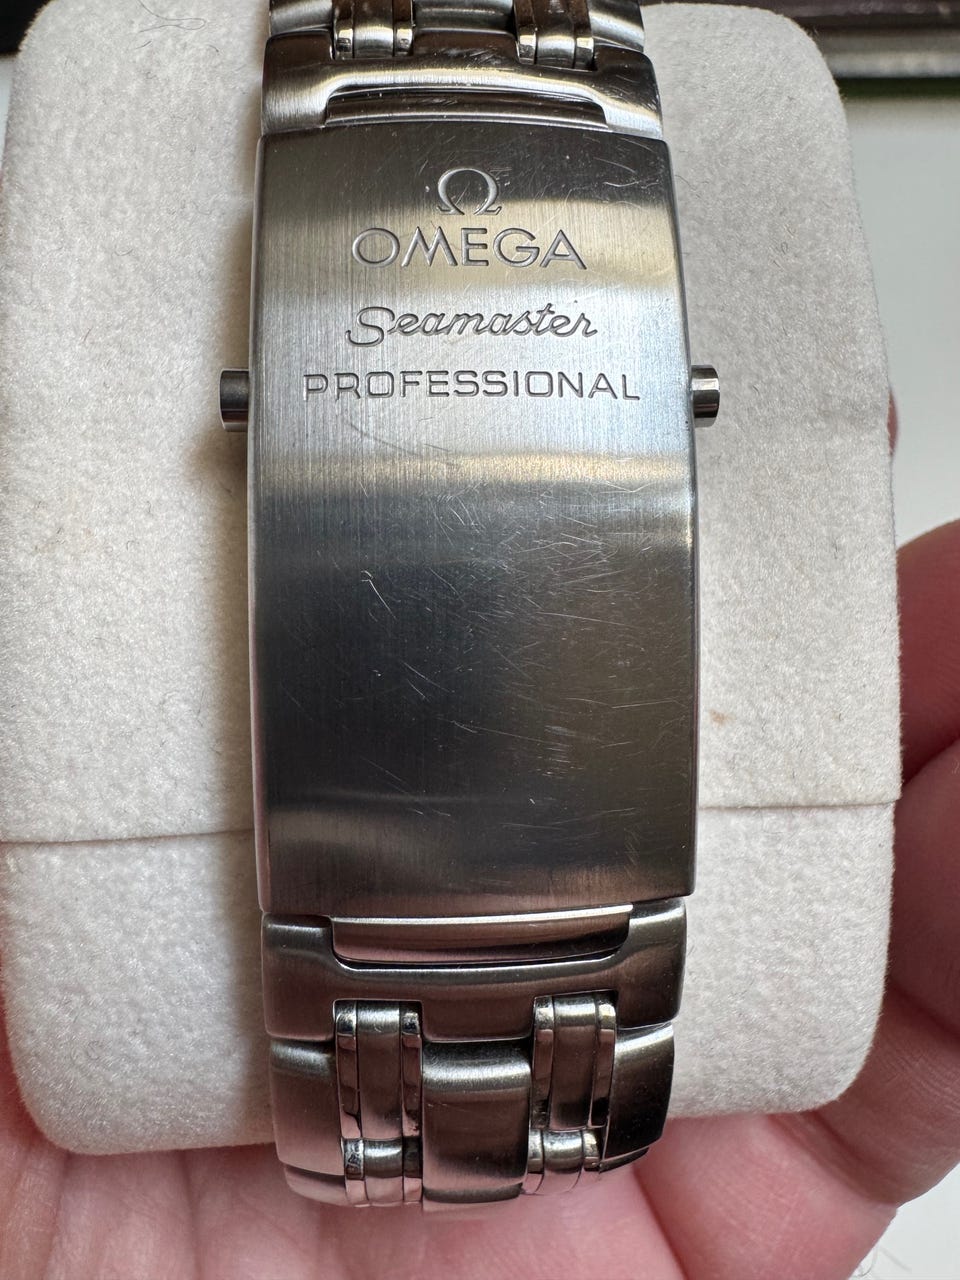 Ω
OMEGA
Seamaster
PROFESSIONAL